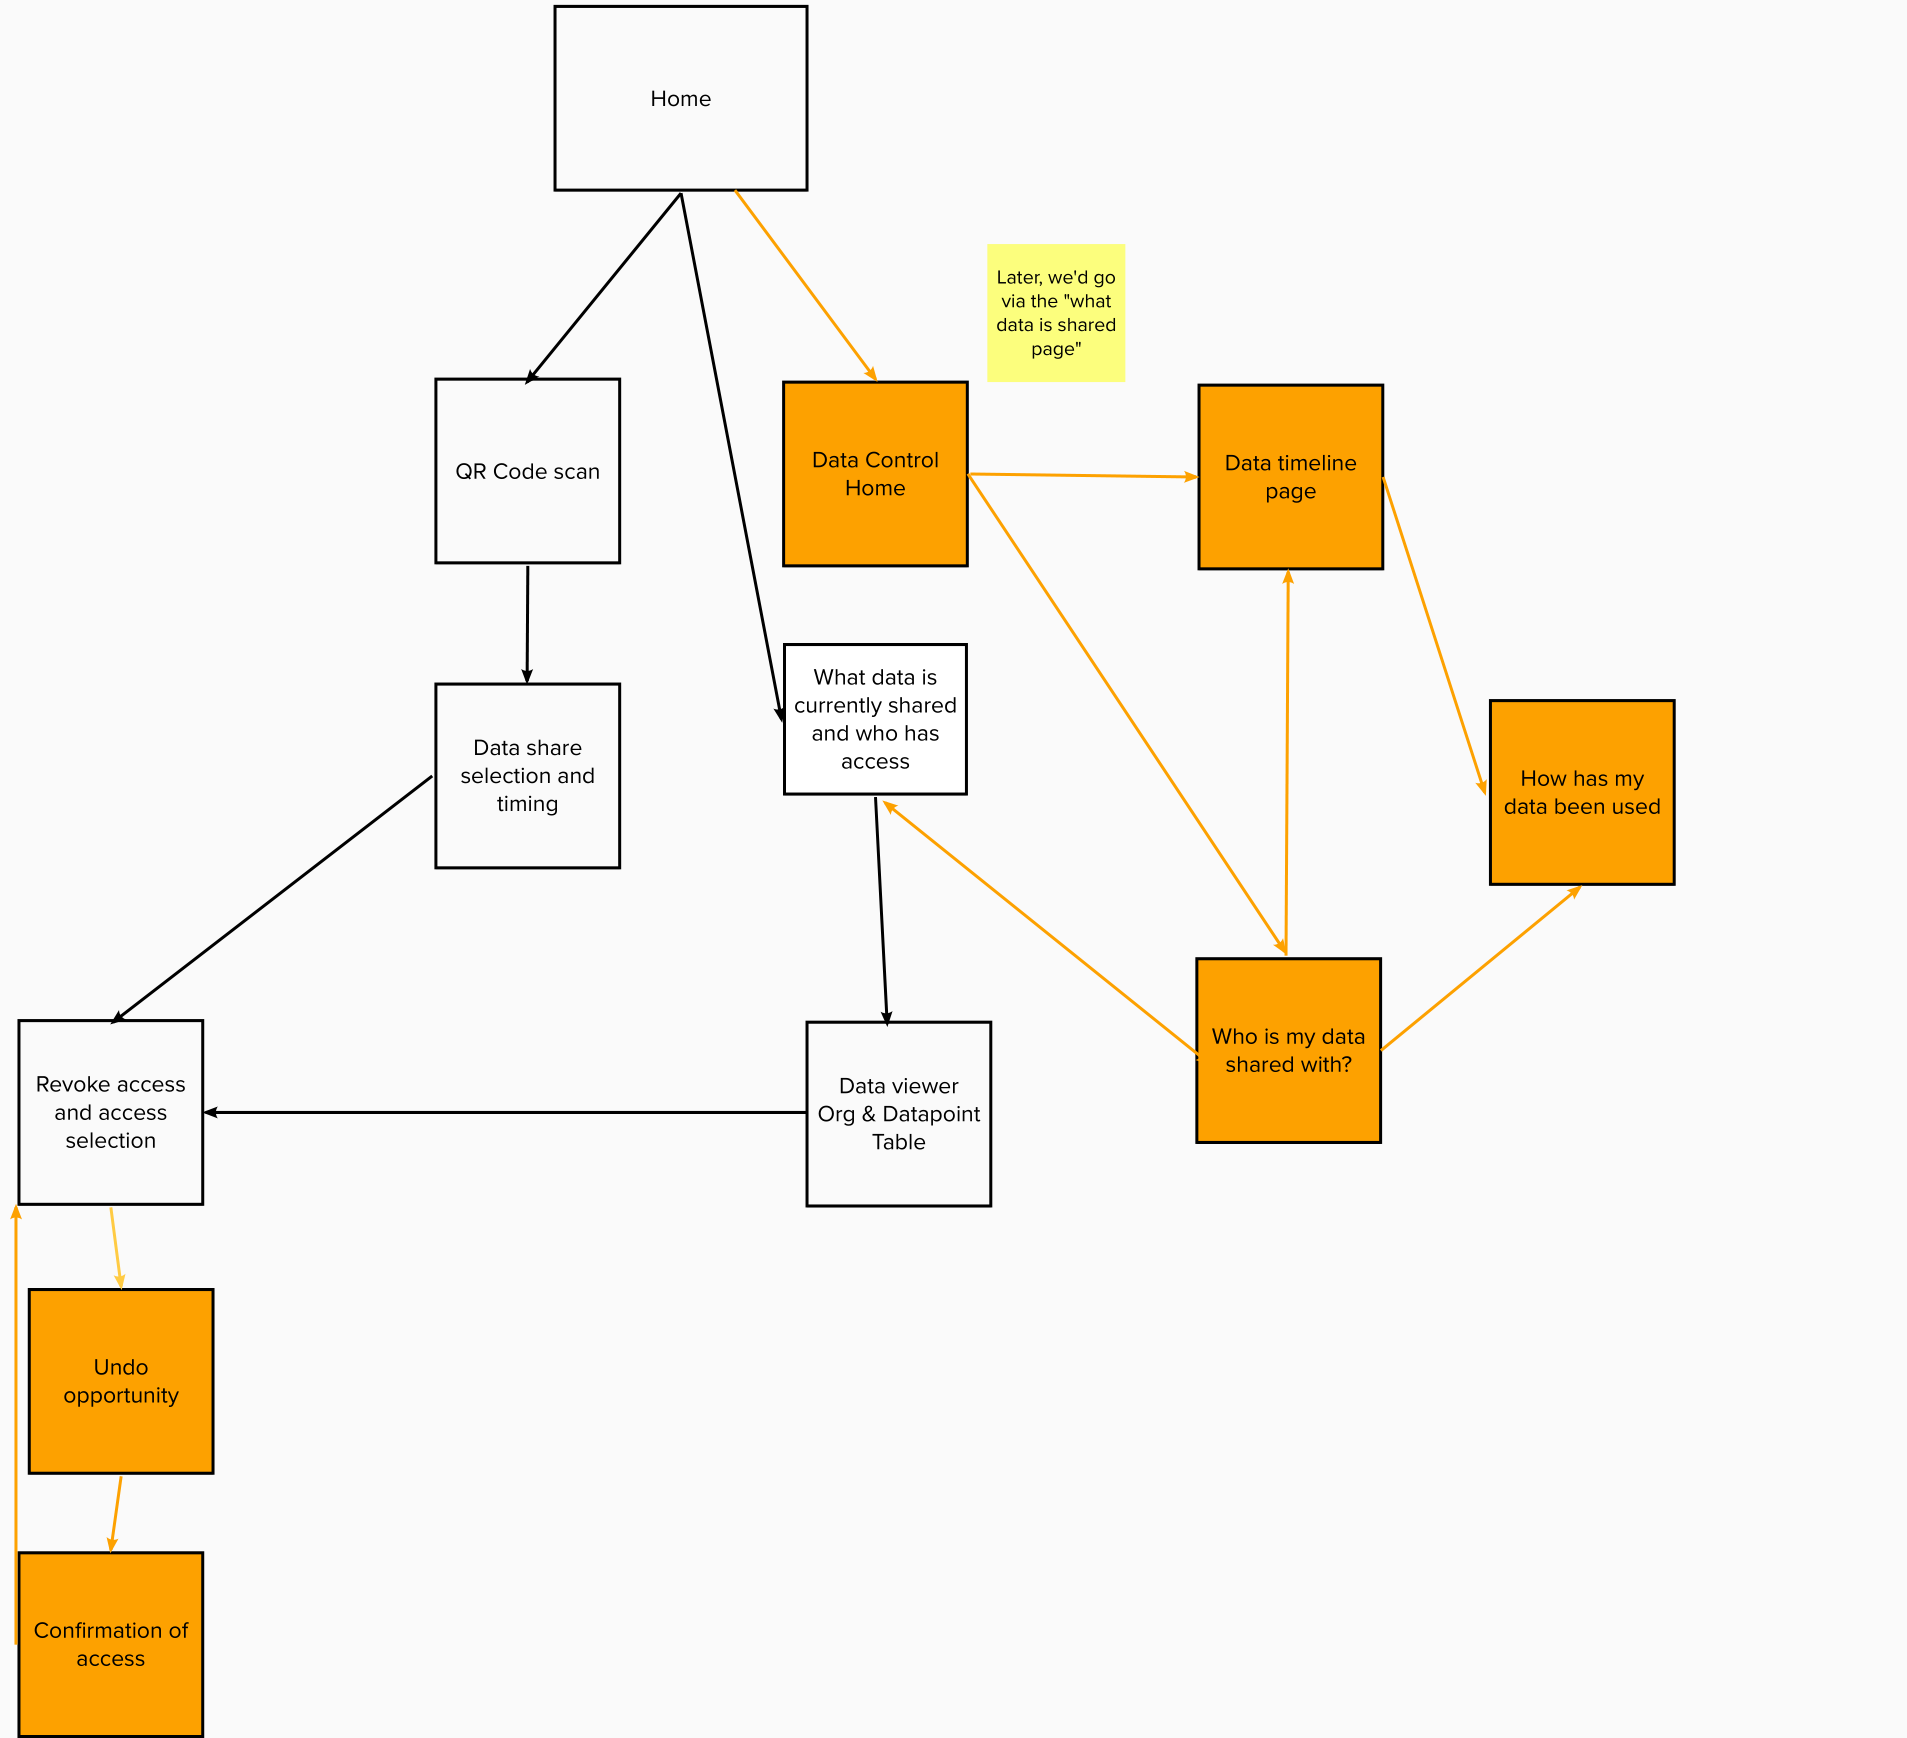 Home
Later, we'd go
via the "what
data is shared
page"
QR Code scan
Data Control
Home
Data timeline
page
What data is
currently shared
and who has
access
Data share
selection and
timing
How has my
data been used
Who is my data
shared with?
Revoke access
and access
selection
Data viewer
Org & Datapoint
Table
Undo
opportunity
Confirmation of
access